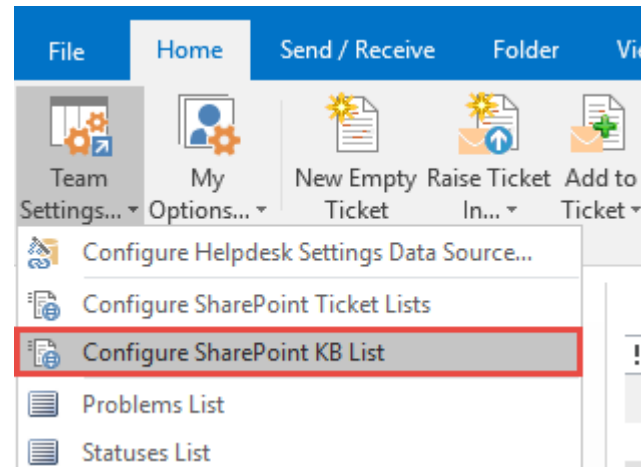 File Home Send / Receive Folder
Team My New Empty Raise Ticket Add to
Settings... Options... Ticket In... Ticket
Configure Helpdesk Settings Data Source...
Configure SharePoint Ticket Lists
Configure SharePoint KB List
!
Problems List
Statuses List